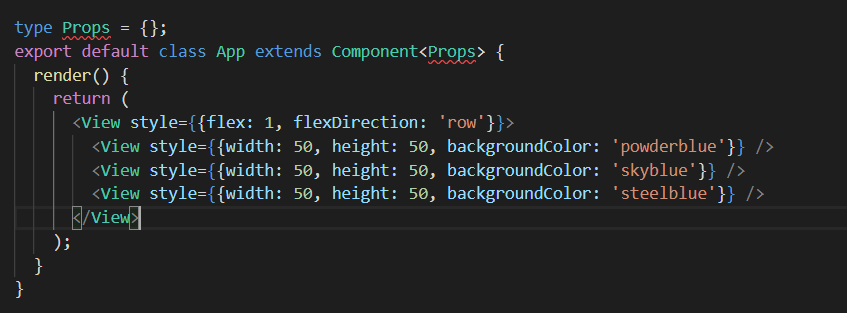 type Props = {};
export default class App extends Component<Props> {
  render() {
    return (
      <View style={{flex: 1, flexDirection: 'row'}}>
        <View style={{width: 50, height: 50, backgroundColor: 'powderblue'}} />
        <View style={{width: 50, height: 50, backgroundColor: 'skyblue'}} />
        <View style={{width: 50, height: 50, backgroundColor: 'steelblue'}} />
      </View>
    );
  }
}